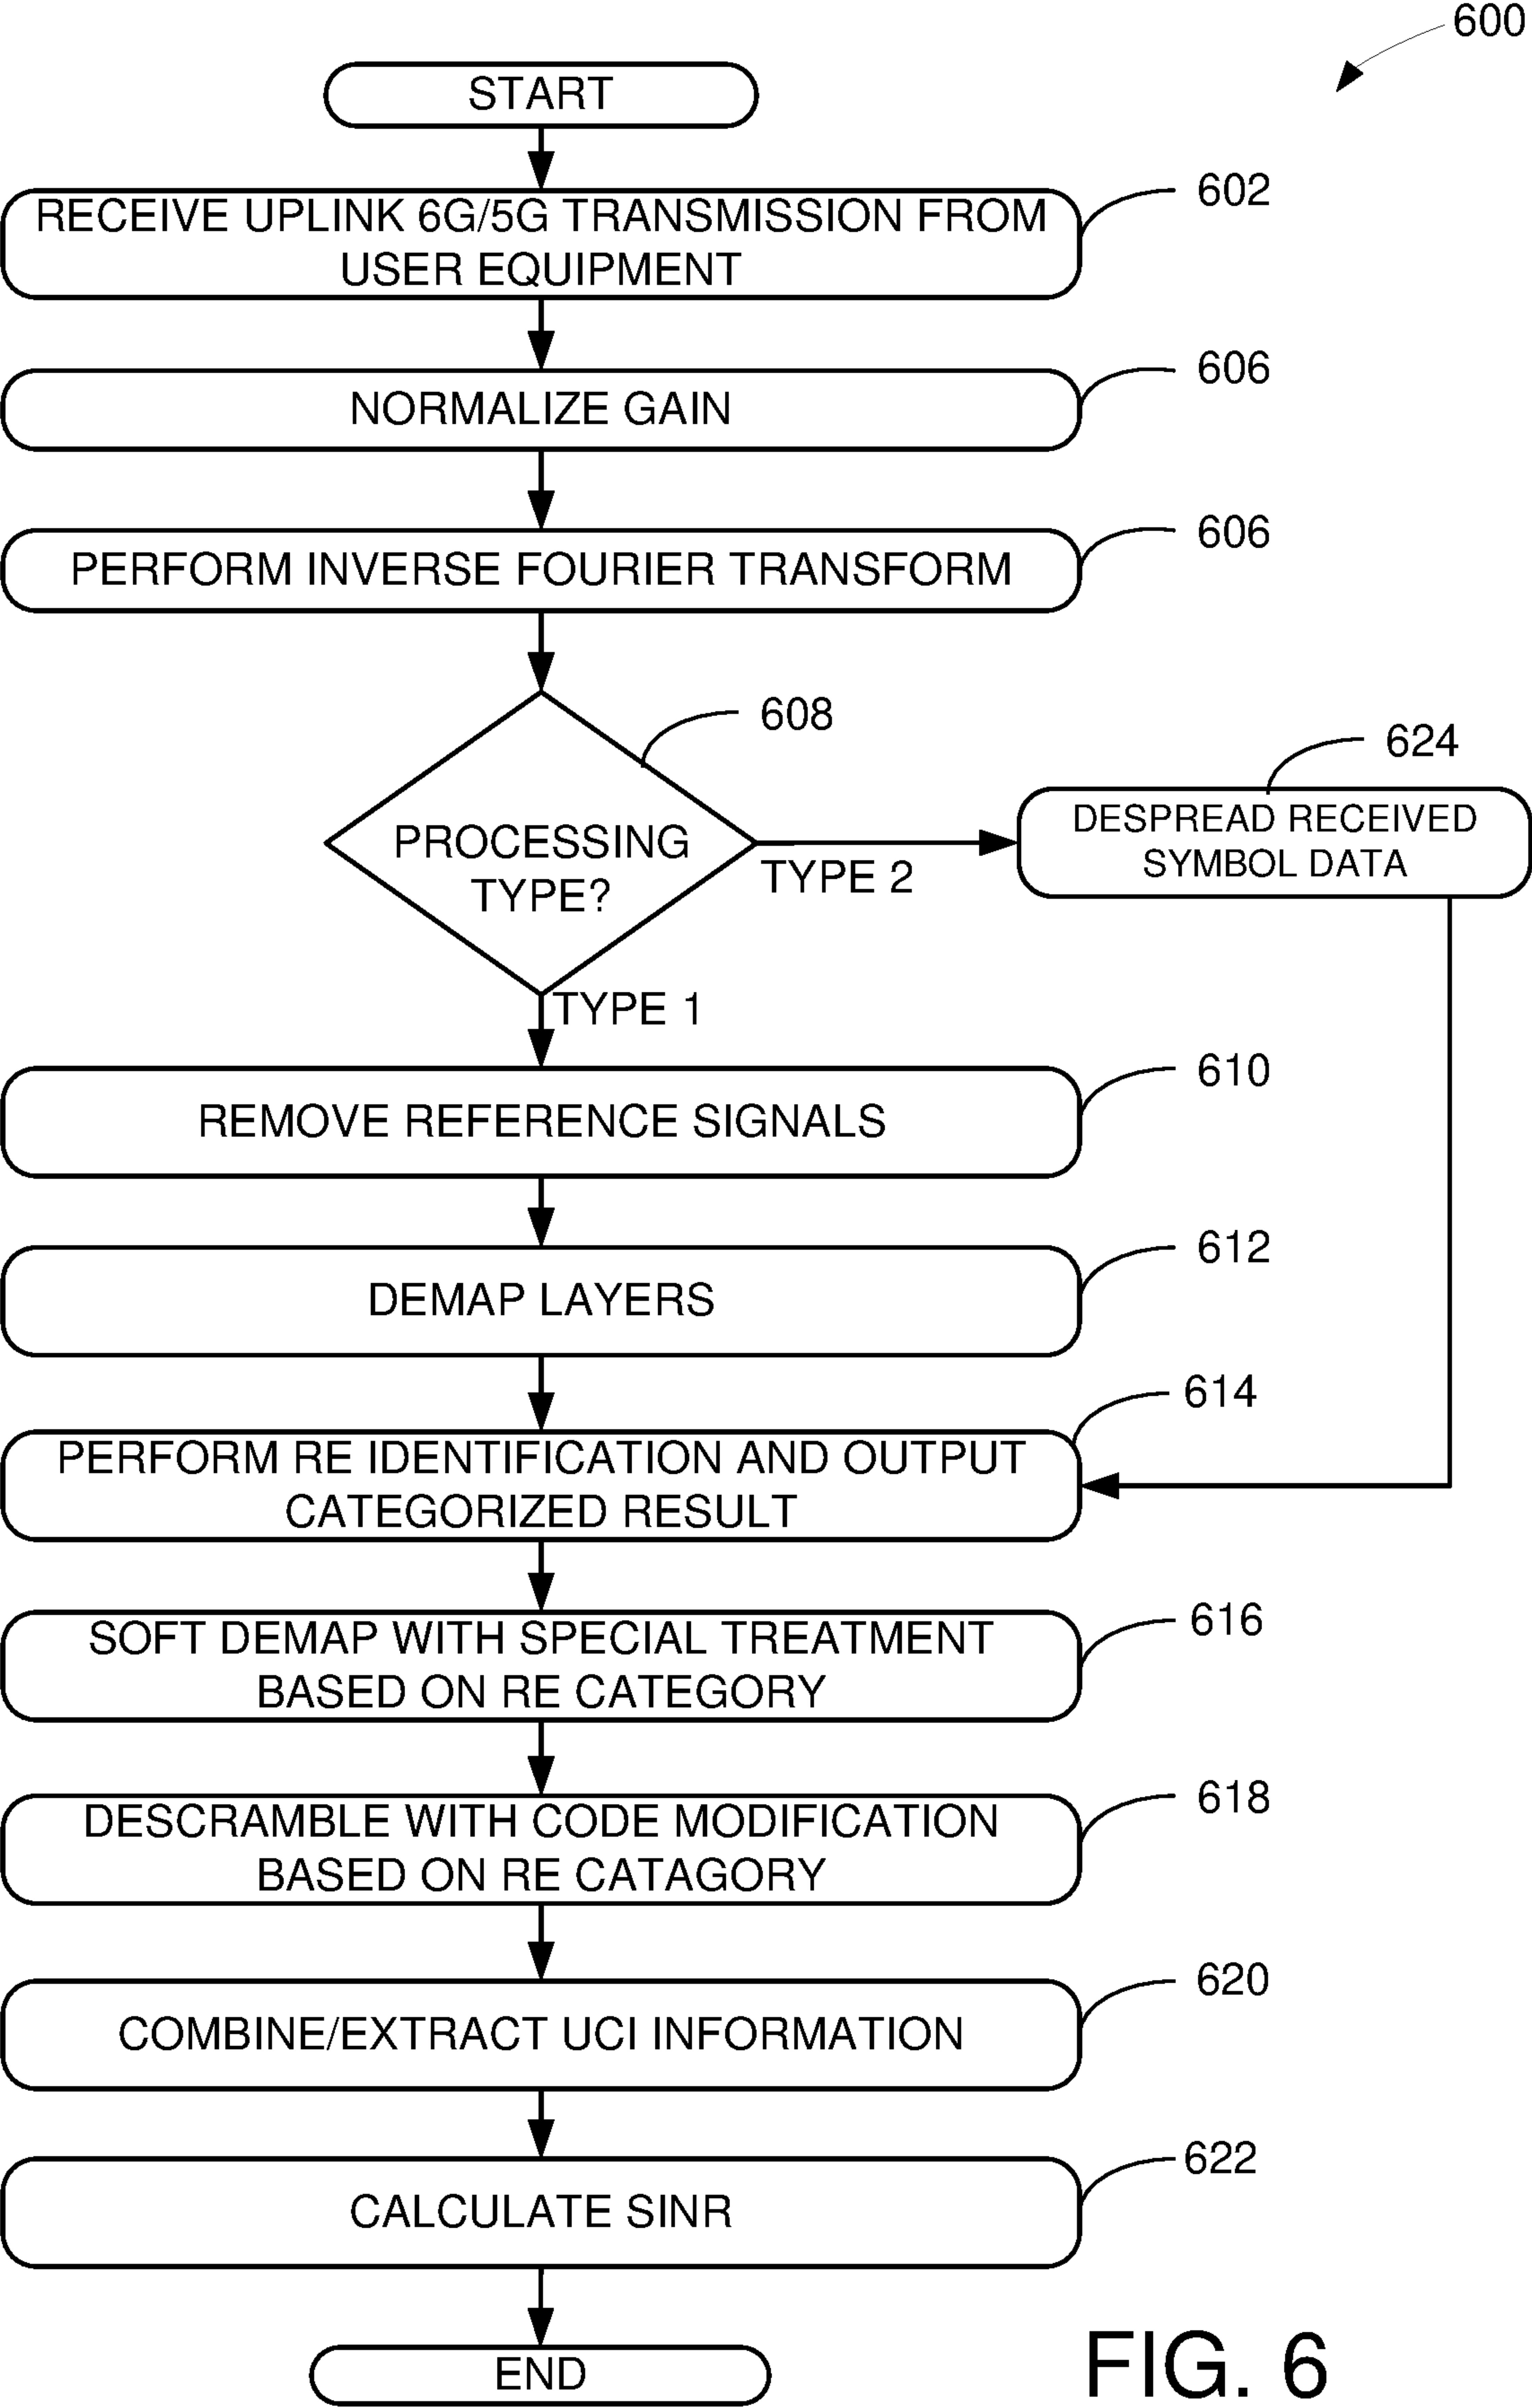 600
START
602
RECEIVE UPLINK 6G/5G TRANSMISSION FROM
USER EQUIPMENT
606
NORMALIZE GAIN
606
PERFORM INVERSE FOURIER TRANSFORM
608
PROCESSING
TYPE?
TYPE 2
624
DESPREAD RECEIVED
SYMBOL DATA
TYPE 1
610
REMOVE REFERENCE SIGNALS
612
DEMAP LAYERS
614
PERFORM RE IDENTIFICATION AND OUTPUT
CATEGORIZED RESULT
616
SOFT DEMAP WITH SPECIAL TREATMENT
BASED ON RE CATEGORY
618
DESCRAMBLE WITH CODE MODIFICATION
BASED ON RE CATAGORY
620
COMBINE/EXTRACT UCI INFORMATION
622
CALCULATE SINR
END
FIG. 6